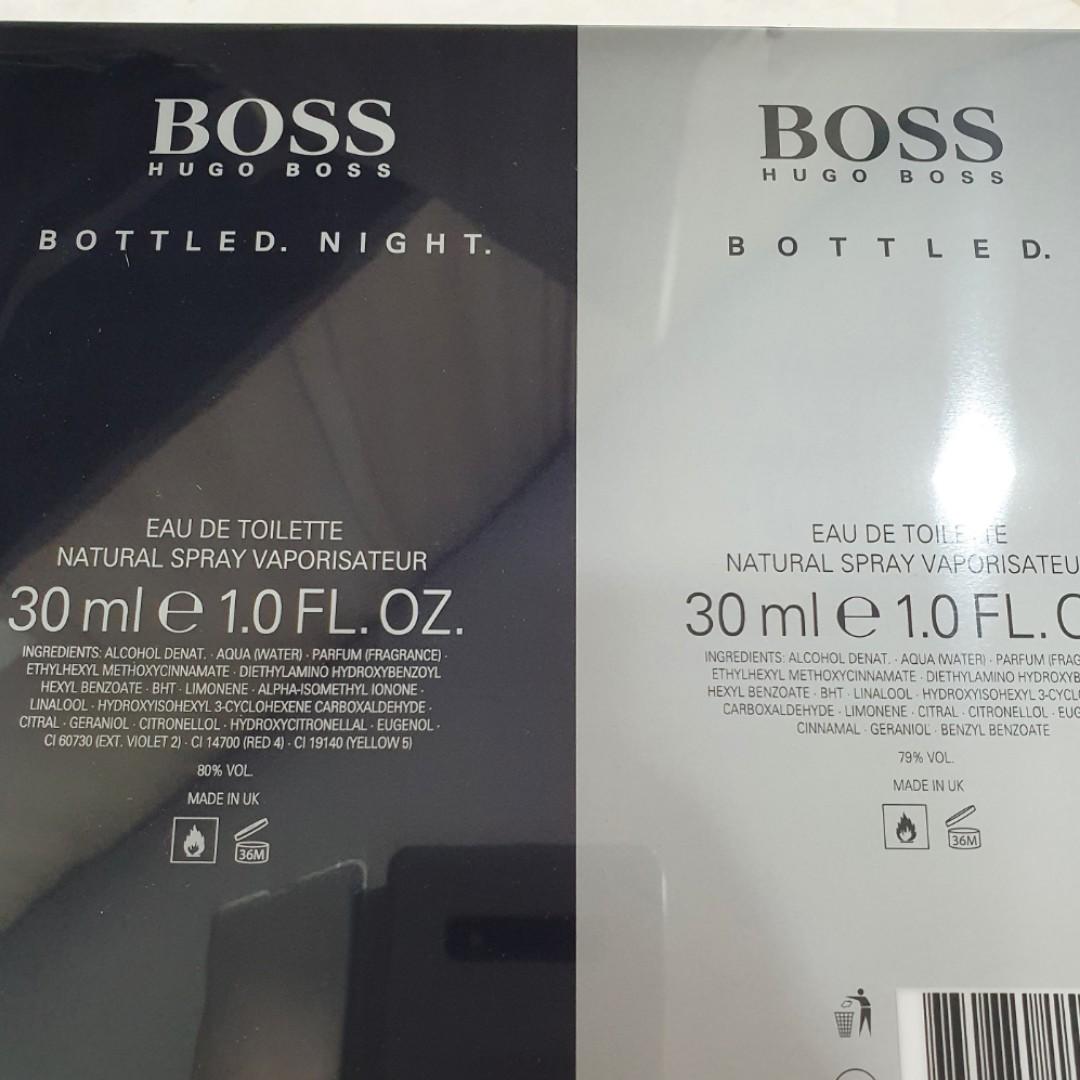 BOSS
HUGO BOSS
BOTTLED. NIGHT.
EAU DE TOILETTE
NATURAL SPRAY VAPORISATEUR
30 ml ℮ 1.0 FL. OZ.
INGREDIENTS: ALCOHOL DENAT. · AQUA (WATER) · PARFUM (FRAGRANCE) ·
ETHYLHEXYL METHOXYCINNAMATE · DIETHYLAMINO HYDROXYBENZOYL
HEXYL BENZOATE · BHT · LIMONENE · ALPHA-ISOMETHYL IONONE ·
LINALOOL · HYDROXYISOHEXYL 3-CYCLOHEXENE CARBOXALDEHYDE ·
CITRAL · GERANIOL · CITRONELLOL · HYDROXYCITRONELLAL · EUGENOL ·
CI 60730 (EXT. VIOLET 2) · CI 14700 (RED 4) · CI 19140 (YELLOW 5)
80% VOL.
MADE IN UK
36M
BOSS
HUGO BOSS
BOTTLED.
EAU DE TOILETTE
NATURAL SPRAY VAPORISATEU
30 ml ℮ 1.0 FL.
INGREDIENTS: ALCOHOL DENAT. · AQUA (WATER) · PARFUM (FRAG
ETHYLHEXYL METHOXYCINNAMATE · DIETHYLAMINO HYDROXYB
HEXYL BENZOATE · BHT · LINALOOL · HYDROXYISOHEXYL 3-CYCL
CARBOXALDEHYDE · LIMONENE · CITRAL · CITRONELLOL · EUG
CINNAMAL · GERANIOL · BENZYL BENZOATE
79% VOL.
MADE IN UK
36M